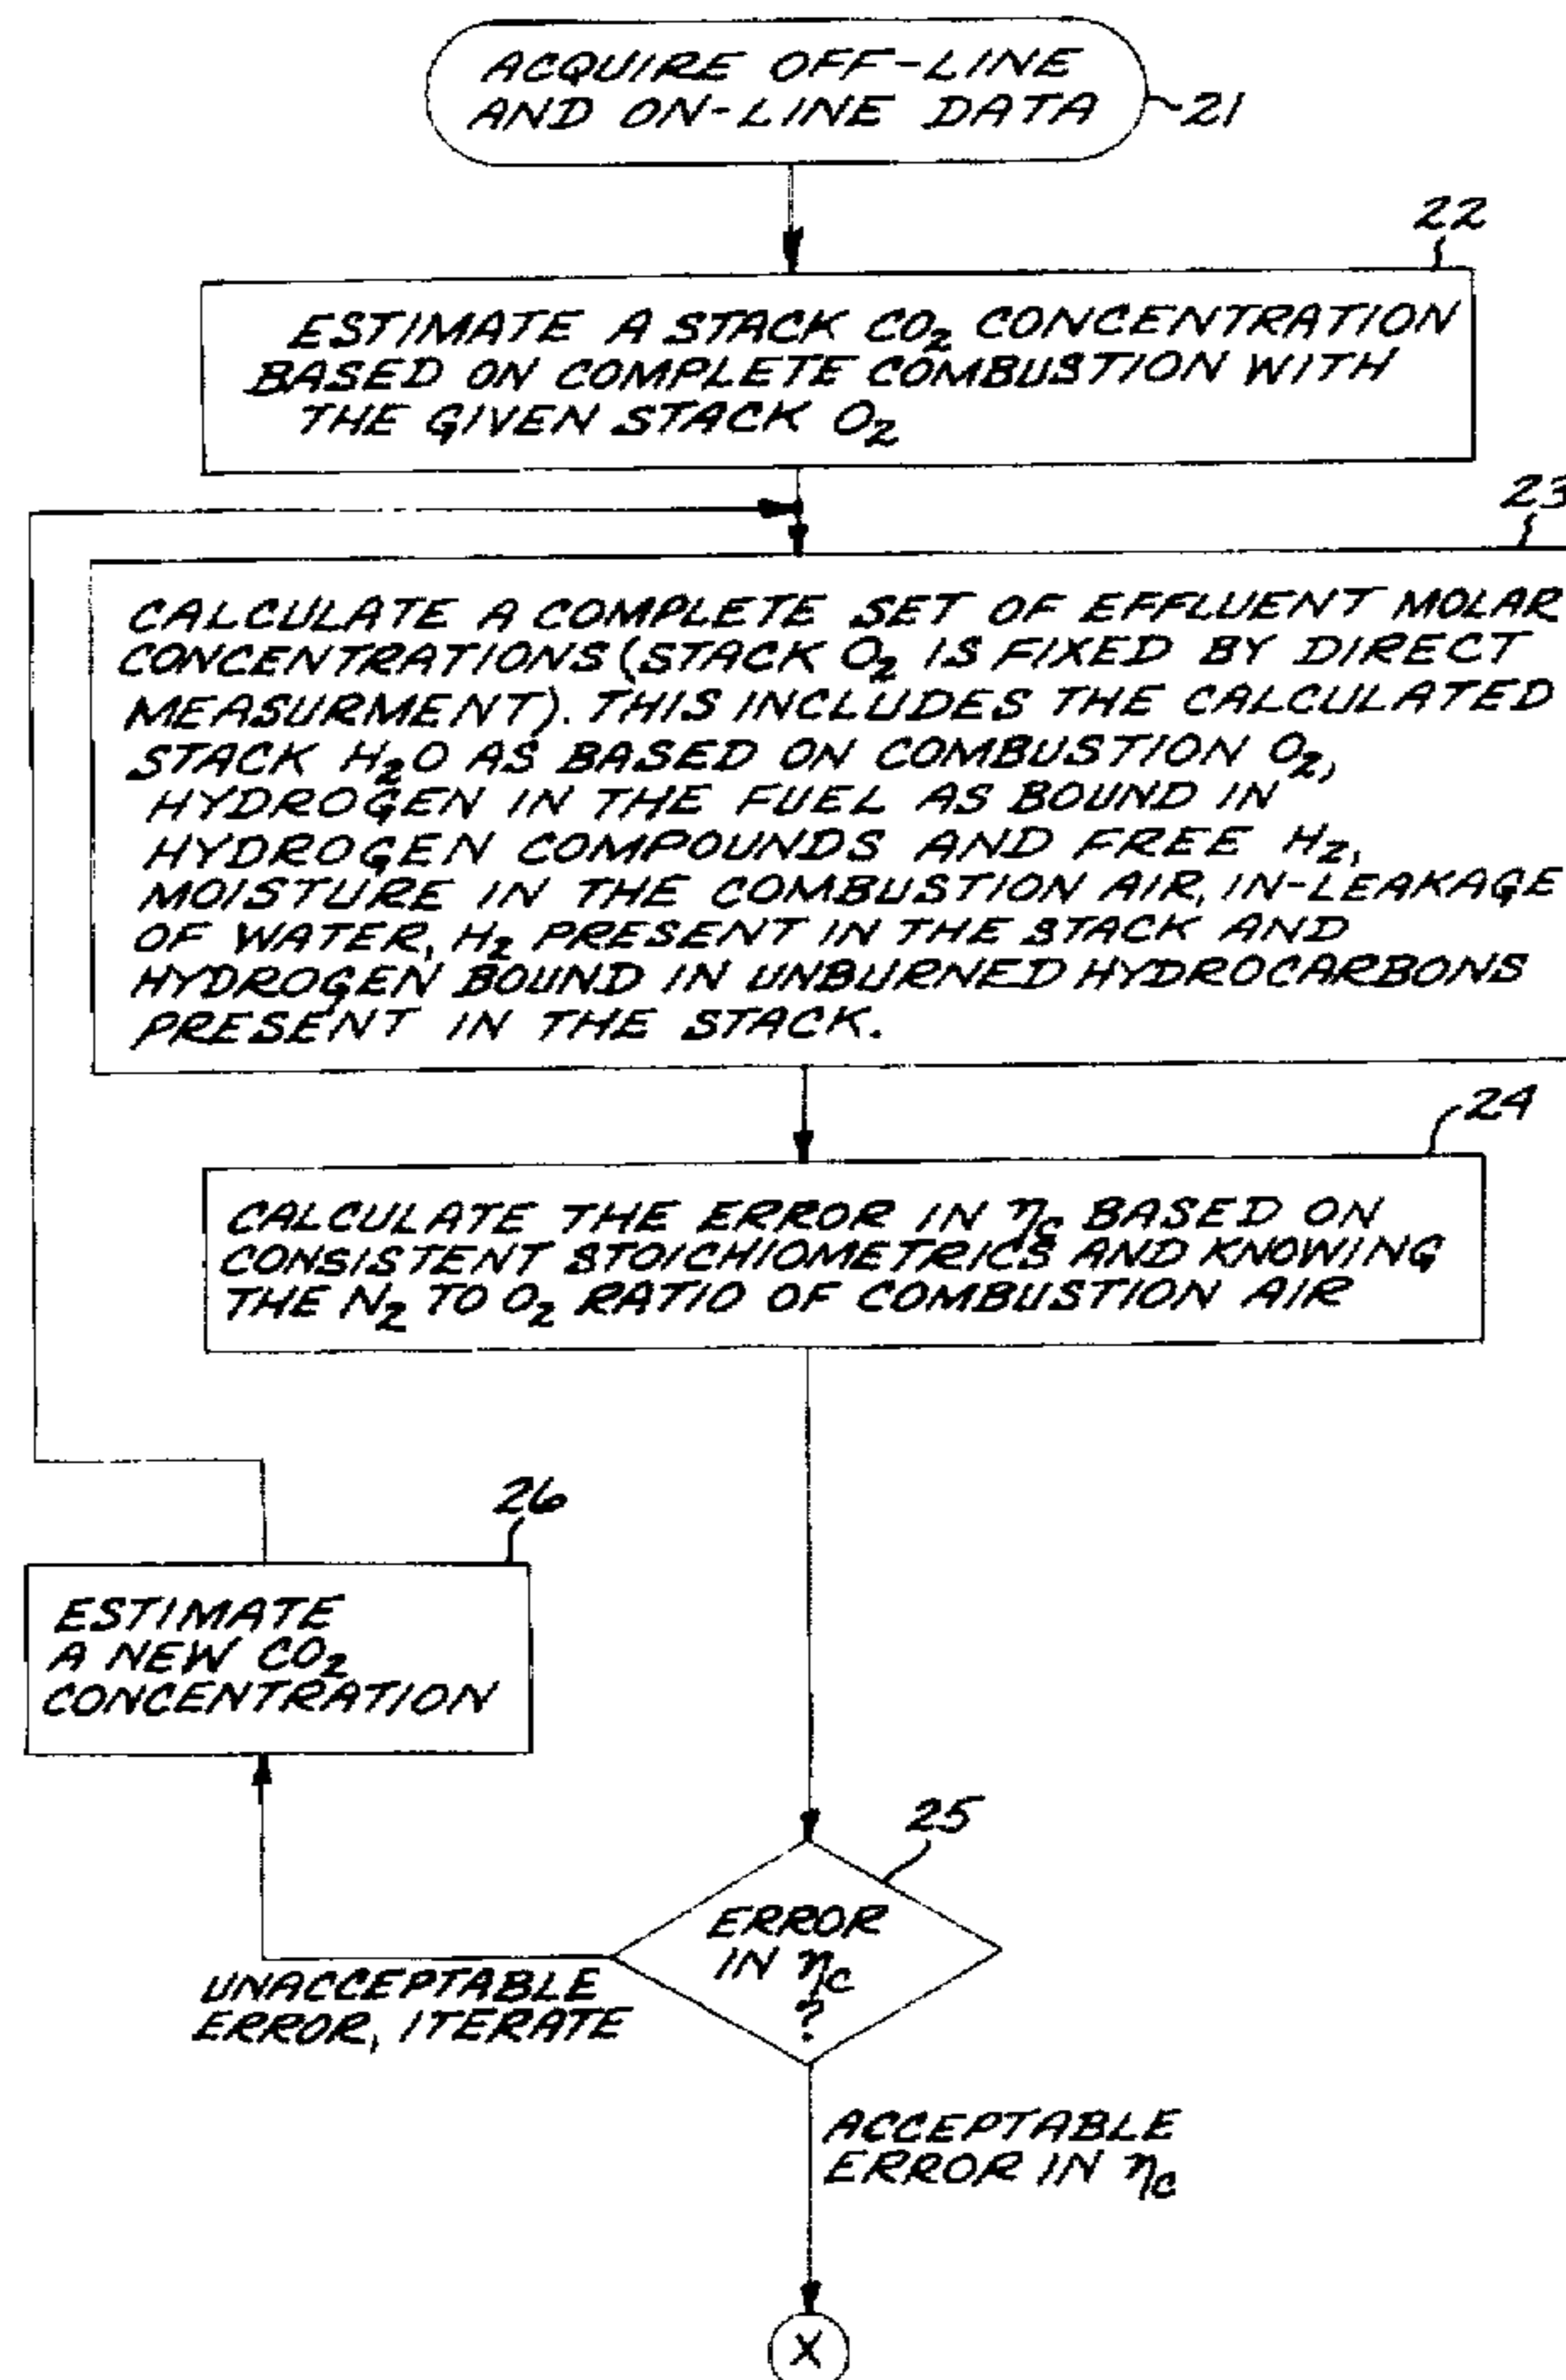 ACQUIRE OFF-LINE
AND ON-LINE DATA
21
22
ESTIMATE A STACK CO₂ CONCENTRATION
BASED ON COMPLETE COMBUSTION WITH
THE GIVEN STACK O₂
23
CALCULATE A COMPLETE SET OF EFFLUENT MOLAR
CONCENTRATIONS (STACK O₂ IS FIXED BY DIRECT
MEASURMENT). THIS INCLUDES THE CALCULATED
STACK H₂O AS BASED ON COMBUSTION O₂,
HYDROGEN IN THE FUEL AS BOUND IN
HYDROGEN COMPOUNDS AND FREE H₂,
MOISTURE IN THE COMBUSTION AIR, IN-LEAKAGE
OF WATER, H₂ PRESENT IN THE STACK AND
HYDROGEN BOUND IN UNBURNED HYDROCARBONS
PRESENT IN THE STACK.
24
CALCULATE THE ERROR IN ηc BASED ON
CONSISTENT STOICHIOMETRICS AND KNOWING
THE N₂ TO O₂ RATIO OF COMBUSTION AIR
26
ESTIMATE
A NEW CO₂
CONCENTRATION
25
ERROR
IN ηc
?
UNACCEPTABLE
ERROR, ITERATE
ACCEPTABLE
ERROR IN ηc
X